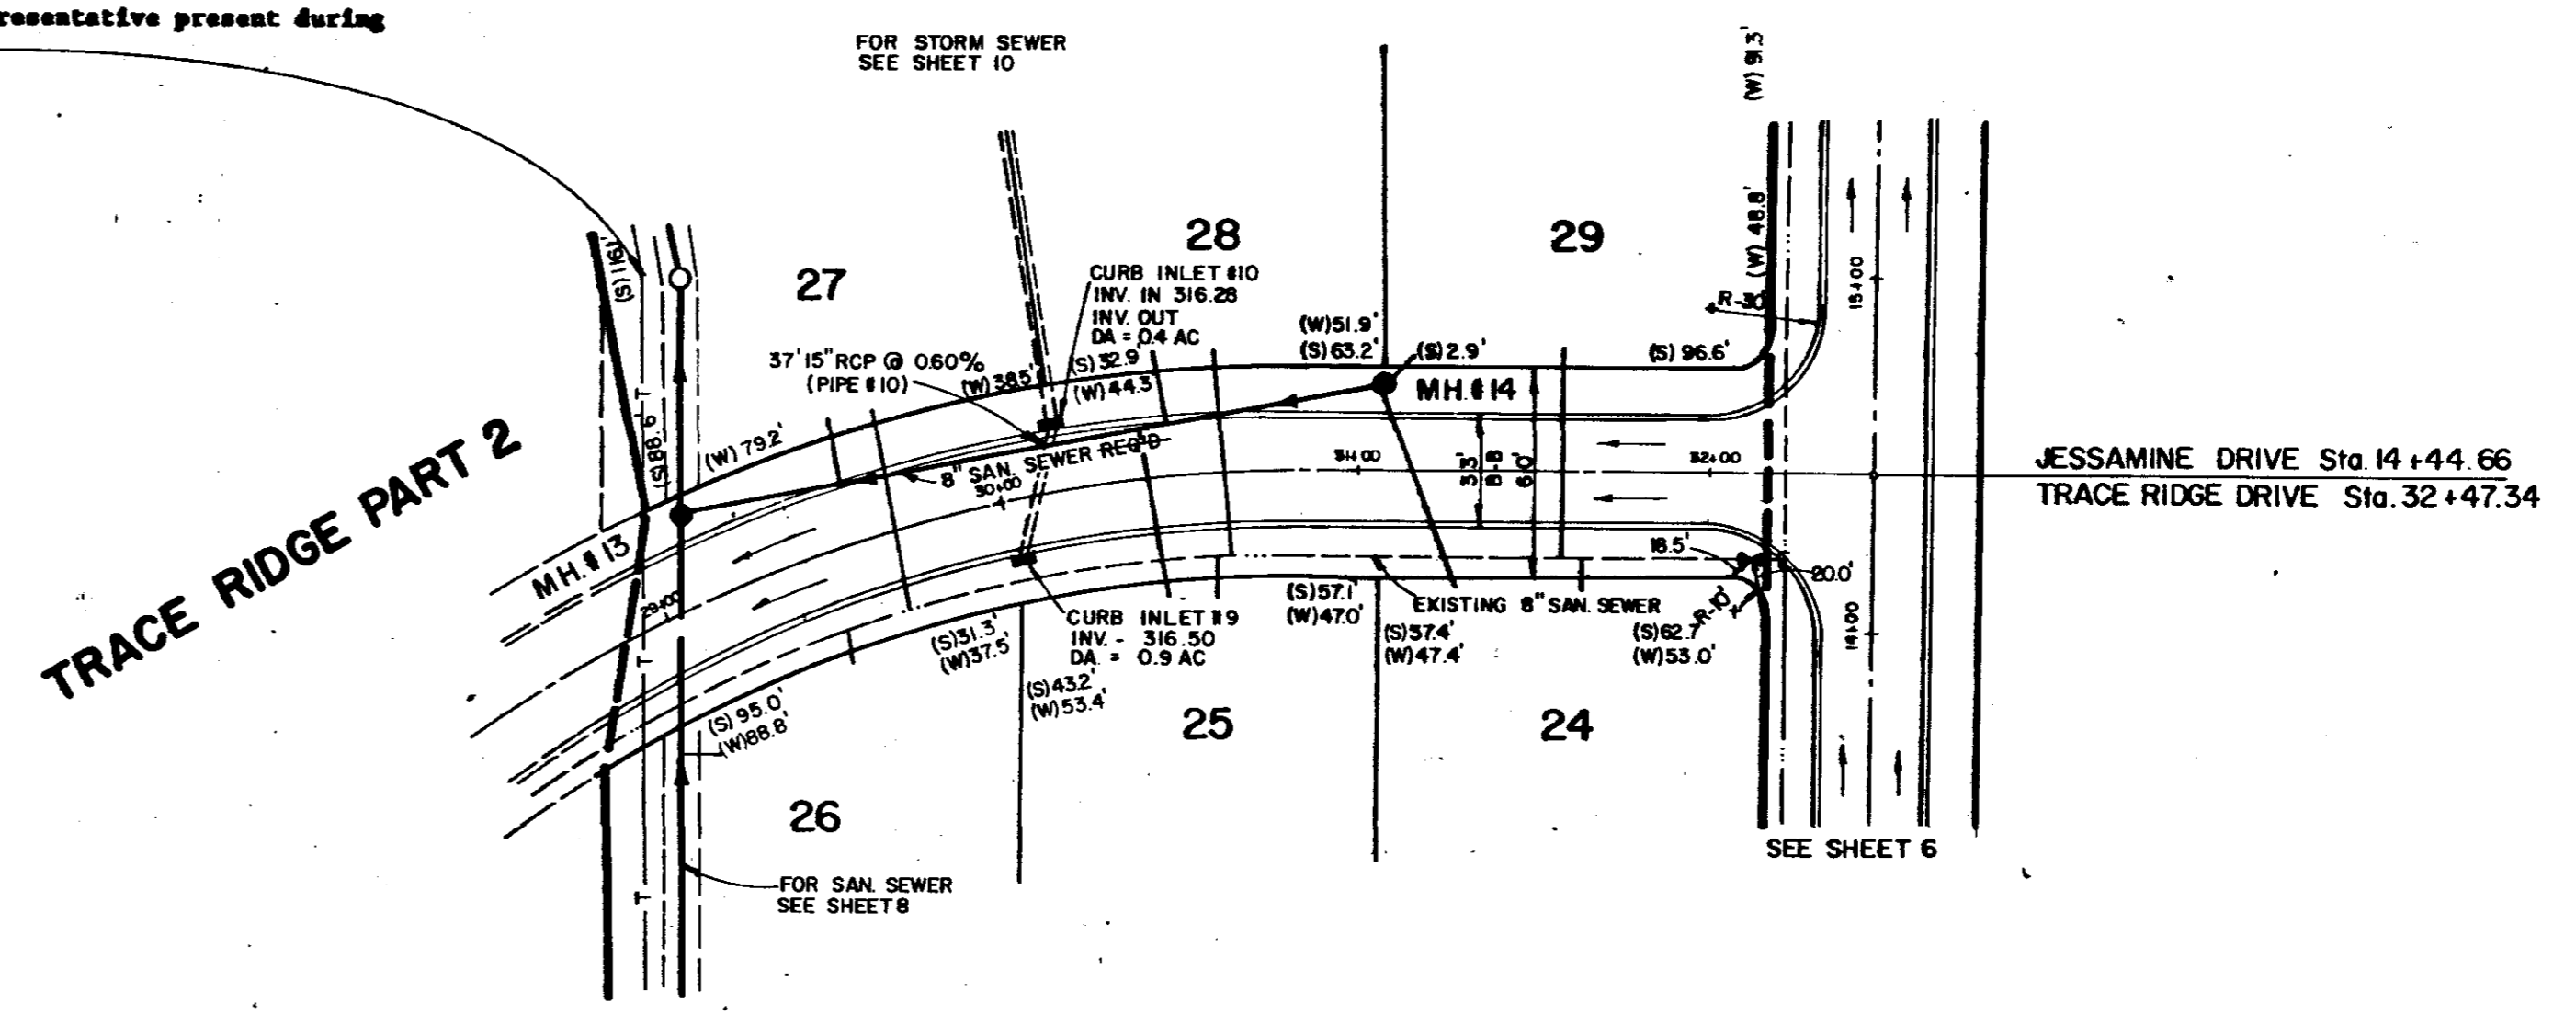 resentative present during
FOR STORM SEWER
SEE SHEET 10
(W) 91.3'
(W) 48.8'
28
29
27
(S) 116.1'
CURB INLET #10
INV. IN 316.28
INV. OUT
DA = 0.4 AC
R-30'
15+00
(W)51.9'
(S)63.2'
(S)2.9'
(S) 96.6'
37' 15" RCP @ 0.60%
(PIPE #10)
(W)38.5'
(S)32.9'
(W)44.3'
MH.#14
T
(S)88.6'
(W) 79.2'
TRACE RIDGE PART 2
8" SAN. SEWER REQ'D
30+00
31+00
33'
B-B
60'
32+00
JESSAMINE DRIVE Sta. 14+44.66
TRACE RIDGE DRIVE Sta. 32+47.34
MH.#13
18.5'
20.0'
R-10'
29+00
T
(S)31.3'
(W)37.5'
CURB INLET #9
INV. - 316.50
DA. = 0.9 AC
(S)57.1'
(W)47.0'
EXISTING 8" SAN. SEWER
(S)37.4'
(W)47.4'
(S)62.7'
(W)53.0'
14+00
(S)43.2'
(W)53.4'
(S)95.0'
(W)88.8'
25
24
26
SEE SHEET 6
T
FOR SAN. SEWER
SEE SHEET 8